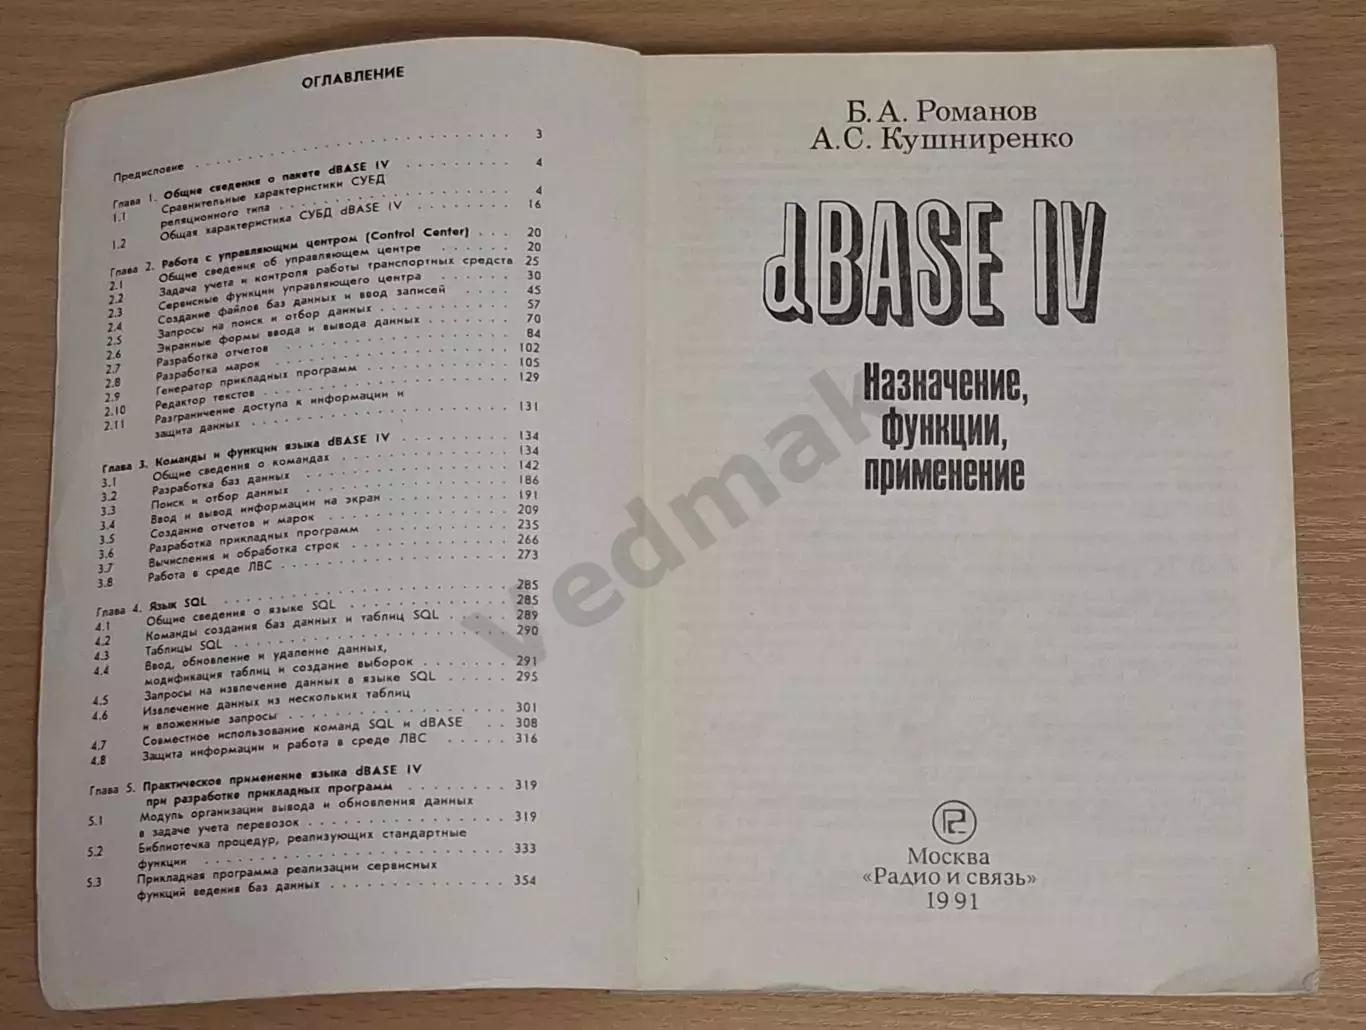 ОГЛАВЛЕНИЕ
Предисловие 3
Глава 1. Общие сведения о пакете dBASE IV 4
1.1 Сравнительные характеристики СУБД
реляционного типа 4
1.2 Общая характеристика СУБД dBASE IV 16
Глава 2. Работа с управляющим центром (Control Center) 20
2.1 Общие сведения об управляющем центре 20
2.2 Задача учета и контроля работы транспортных средств 25
2.3 Сервисные функции управляющего центра 30
2.4 Создание файлов баз данных и ввод записей 45
2.5 Запросы на поиск и отбор данных 57
2.6 Экранные формы ввода и вывода данных 70
2.7 Разработка отчетов 84
2.8 Разработка марок 102
2.9 Генератор прикладных программ 105
2.10 Редактор текстов 129
2.11 Разграничение доступа к информации и
защита данных 131
Глава 3. Команды и функции языка dBASE IV 134
3.1 Общие сведения о командах 134
3.2 Разработка баз данных 142
3.3 Поиск и отбор данных 186
3.4 Ввод и вывод информации на экран 191
3.5 Создание отчетов и марок 209
3.6 Разработка прикладных программ 235
3.7 Вычисления и обработка строк 266
3.8 Работа в среде ЛВС 273
Глава 4. Язык SQL 285
4.1 Общие сведения о языке SQL 285
4.2 Команды создания баз данных и таблиц SQL 289
4.3 Таблицы SQL 290
4.4 Ввод, обновление и удаление данных,
модификация таблиц и создание выборок 291
4.5 Запросы на извлечение данных в языке SQL 295
4.6 Извлечение данных из нескольких таблиц
и вложенные запросы 301
4.7 Совместное использование команд SQL и dBASE 308
4.8 Защита информации и работа в среде ЛВС 316
Глава 5. Практическое применение языка dBASE IV
при разработке прикладных программ 319
5.1 Модуль организации вывода и обновления данных
в задаче учета перевозок 319
5.2 Библиотечка процедур, реализующих стандартные
функции 333
5.3 Прикладная программа реализации сервисных
функций ведения баз данных 354
Б. А. Романов
А. С. Кушниренко
dBASE IV
Назначение,
функции,
применение
Москва
«Радио и связь»
1991
vedmak